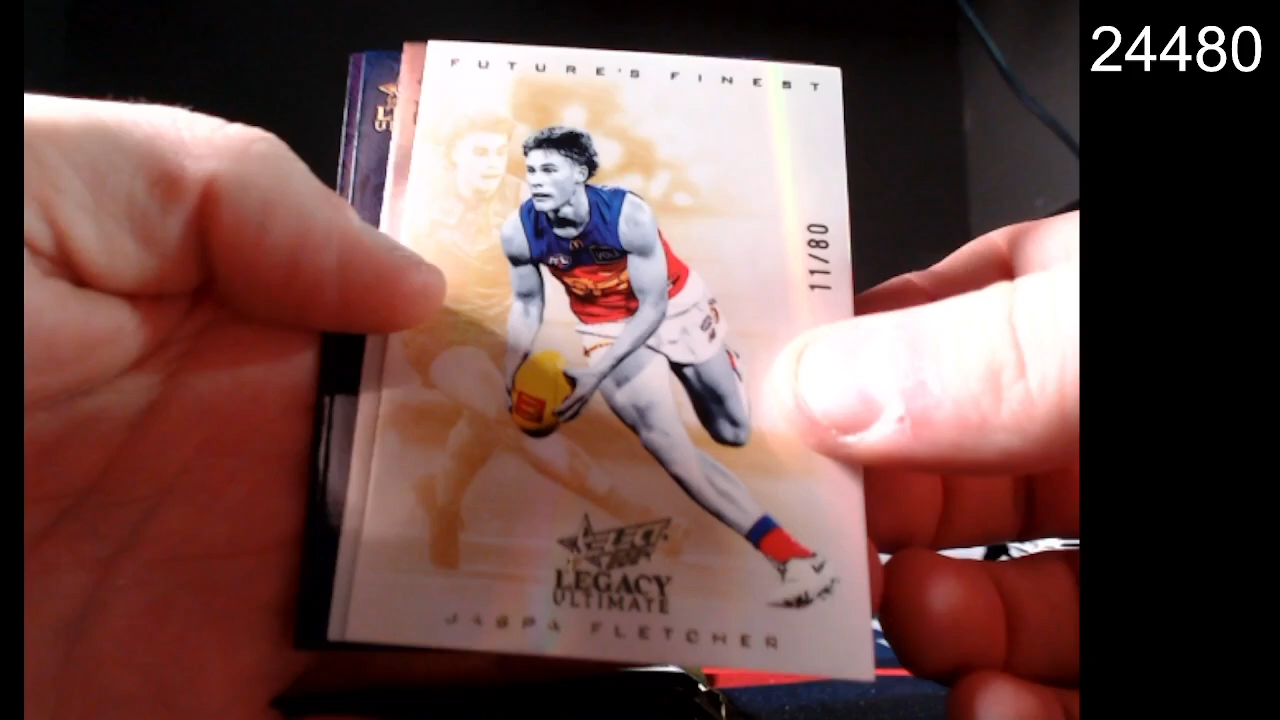 24480
FUTURE'S FINEST
11/80
SELECT
LEGACY
ULTIMATE
JASPA FLETCHER